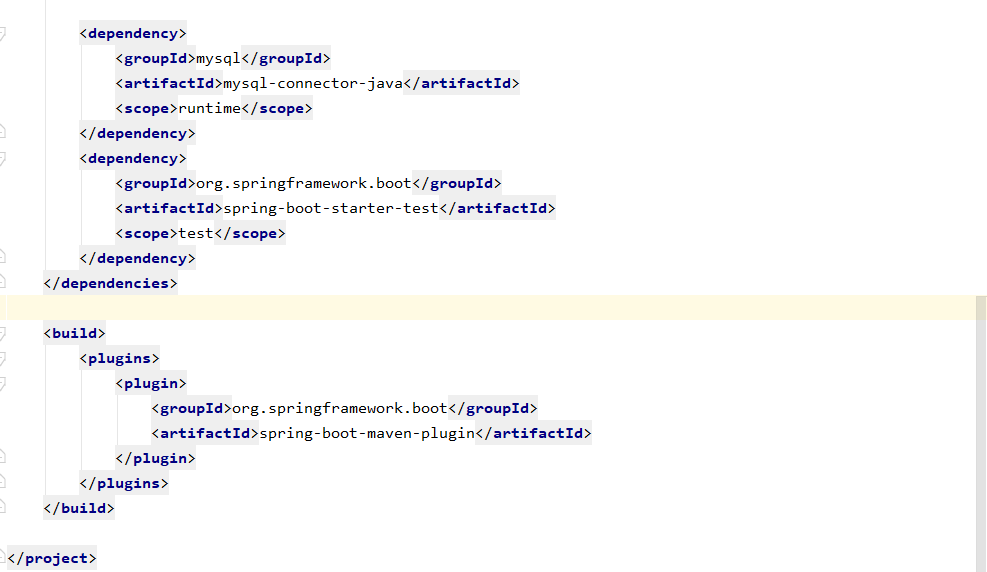 <dependency>
<groupId>mysql</groupId>
<artifactId>mysql-connector-java</artifactId>
<scope>runtime</scope>
</dependency>
<dependency>
<groupId>org.springframework.boot</groupId>
<artifactId>spring-boot-starter-test</artifactId>
<scope>test</scope>
</dependency>
</dependencies>
<build>
<plugins>
<plugin>
<groupId>org.springframework.boot</groupId>
<artifactId>spring-boot-maven-plugin</artifactId>
</plugin>
</plugins>
</build>
</project>